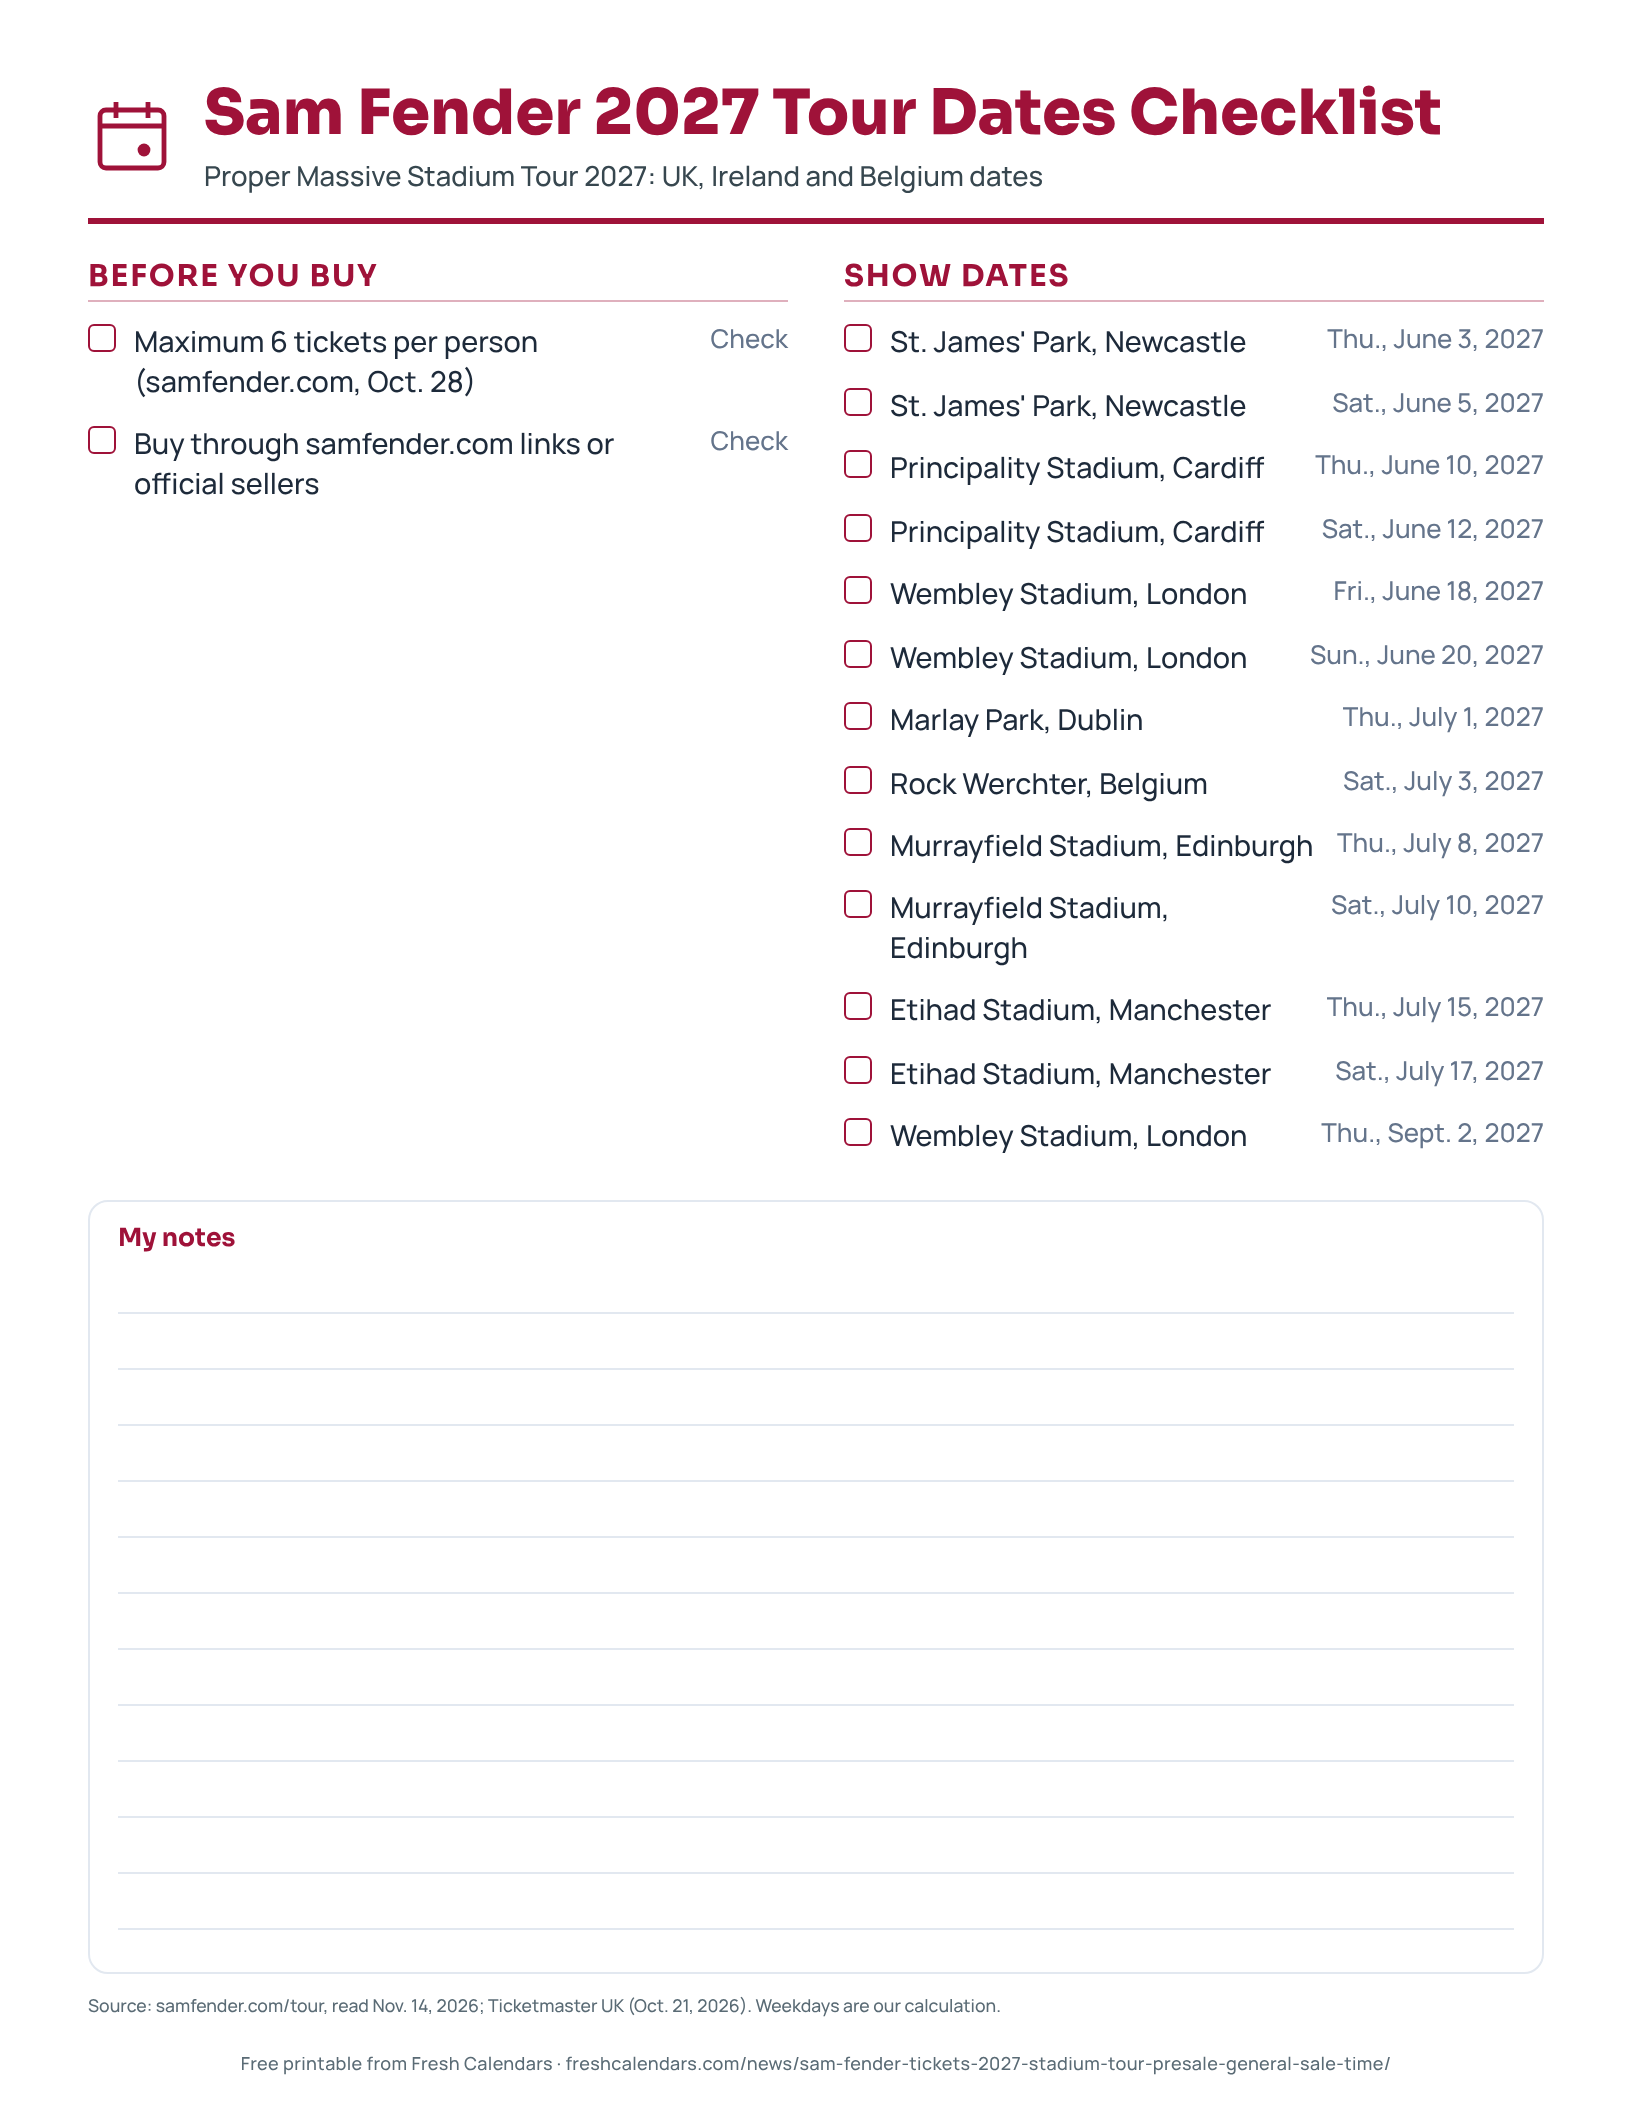 Sam Fender 2027 Tour Dates Checklist
Proper Massive Stadium Tour 2027: UK, Ireland and Belgium dates
BEFORE YOU BUY
Maximum 6 tickets per person Check
(samfender.com, Oct. 28)
Buy through samfender.com links or Check
official sellers
SHOW DATES
St. James' Park, Newcastle Thu., June 3, 2027
St. James' Park, Newcastle Sat., June 5, 2027
Principality Stadium, Cardiff Thu., June 10, 2027
Principality Stadium, Cardiff Sat., June 12, 2027
Wembley Stadium, London Fri., June 18, 2027
Wembley Stadium, London Sun., June 20, 2027
Marlay Park, Dublin Thu., July 1, 2027
Rock Werchter, Belgium Sat., July 3, 2027
Murrayfield Stadium, Edinburgh Thu., July 8, 2027
Murrayfield Stadium, Sat., July 10, 2027
Edinburgh
Etihad Stadium, Manchester Thu., July 15, 2027
Etihad Stadium, Manchester Sat., July 17, 2027
Wembley Stadium, London Thu., Sept. 2, 2027
My notes
Source: samfender.com/tour, read Nov. 14, 2026; Ticketmaster UK (Oct. 21, 2026). Weekdays are our calculation.
Free printable from Fresh Calendars · freshcalendars.com/news/sam-fender-tickets-2027-stadium-tour-presale-general-sale-time/